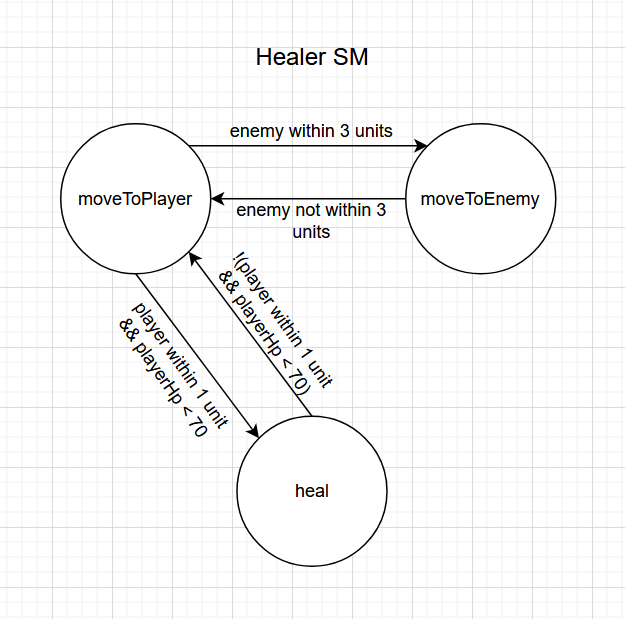 Healer SM
enemy within 3 units
moveToPlayer
moveToEnemy
enemy not within 3
units
!(player within 1 unit
&& playerHp < 70)
player within 1 unit
&& playerHp < 70
heal